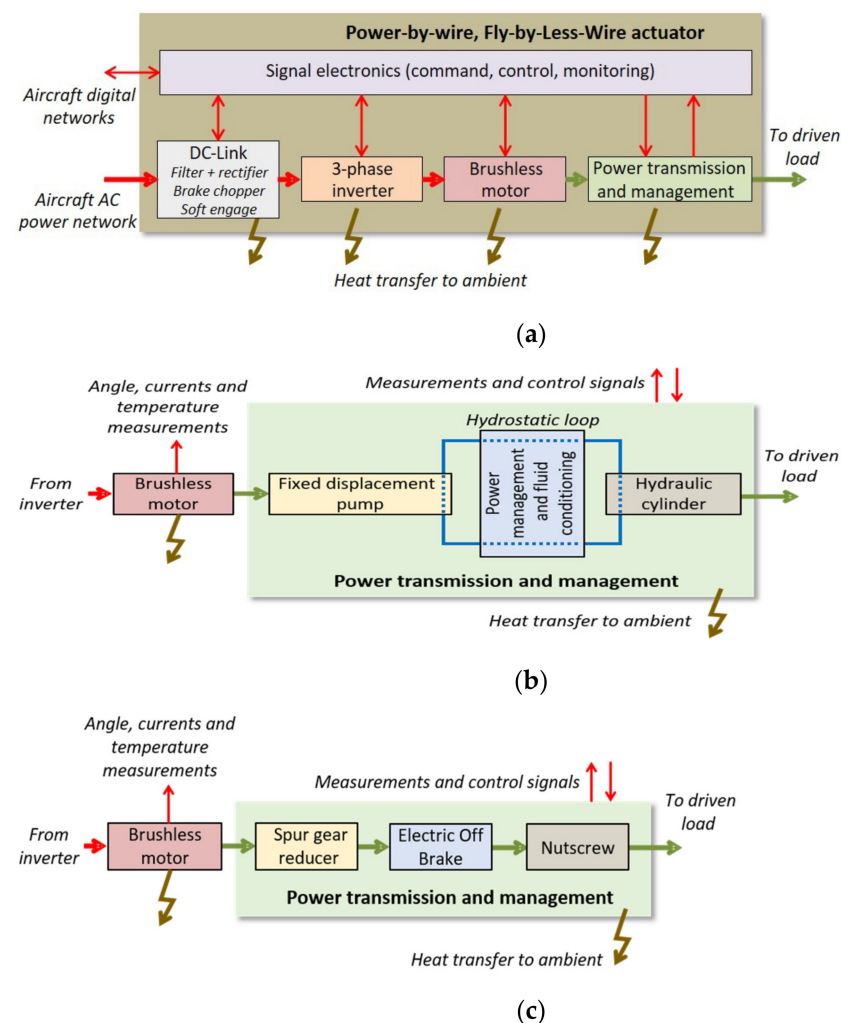 Power-by-wire, Fly-by-Less-Wire actuator
Signal electronics (command, control, monitoring)
Aircraft digital
networks
DC-Link
Filter + rectifier
Brake chopper
Soft engage
3-phase
inverter
Brushless
motor
Power transmission
and management
To driven
load
Aircraft AC
power network
Heat transfer to ambient
(a)
Measurements and control signals
Angle, currents and
temperature
measurements
Hydrostatic loop
From
inverter
Brushless
motor
Fixed displacement
pump
Power
management
and fluid
conditioning
Hydraulic
cylinder
To driven
load
Power transmission and management
Heat transfer to ambient
(b)
Angle, currents and
temperature
measurements
Measurements and control signals
From
inverter
Brushless
motor
Spur gear
reducer
Electric Off
Brake
Nutscrew
To driven
load
Power transmission and management
Heat transfer to ambient
(c)